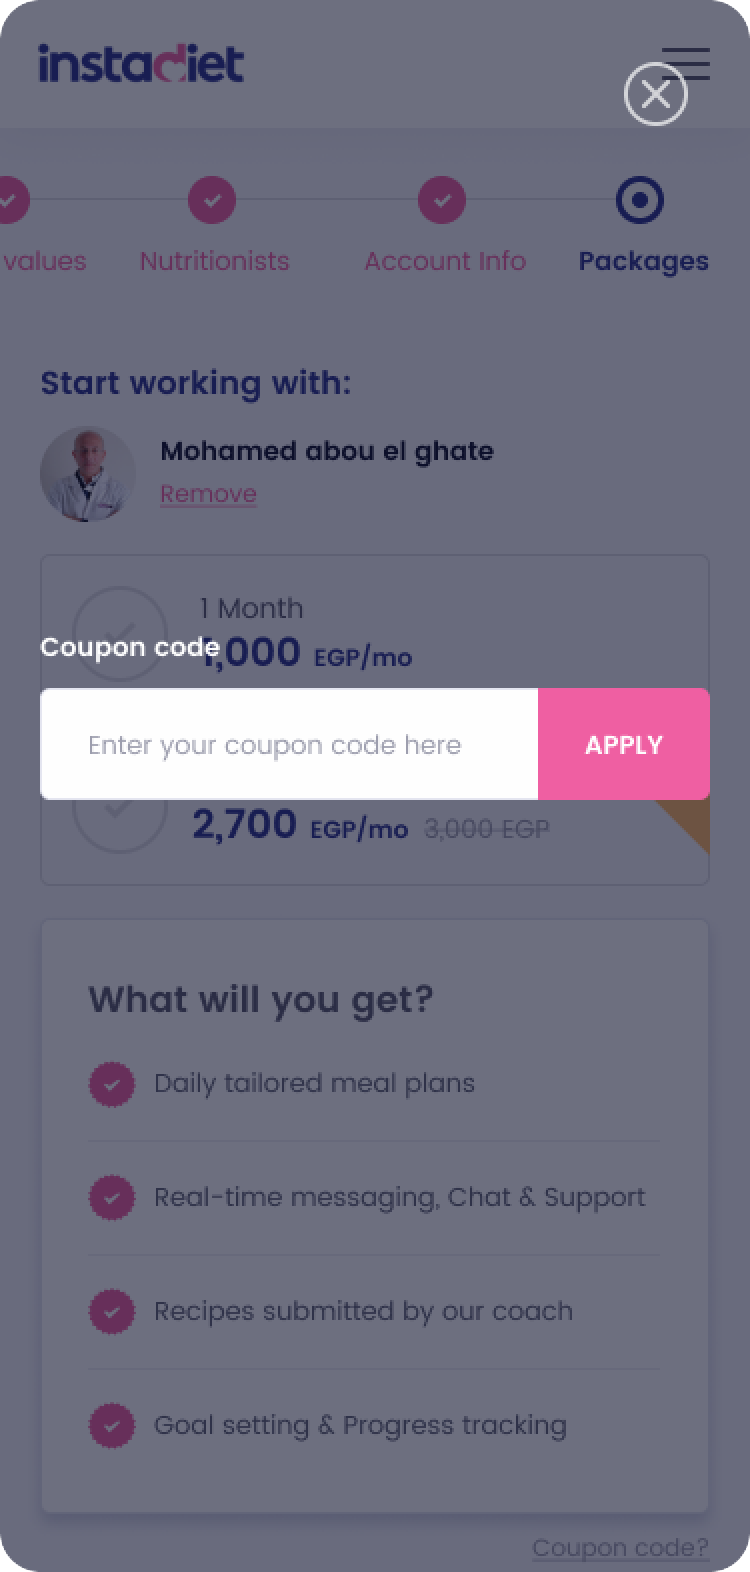 instadiet
values Nutritionists Account Info Packages
Start working with:
Mohamed abou el ghate
Remove
1 Month
1,000 EGP/mo
Coupon code
Enter your coupon code here APPLY
2,700 EGP/mo 3,000 EGP
What will you get?
Daily tailored meal plans
Real-time messaging, Chat & Support
Recipes submitted by our coach
Goal setting & Progress tracking
Coupon code?